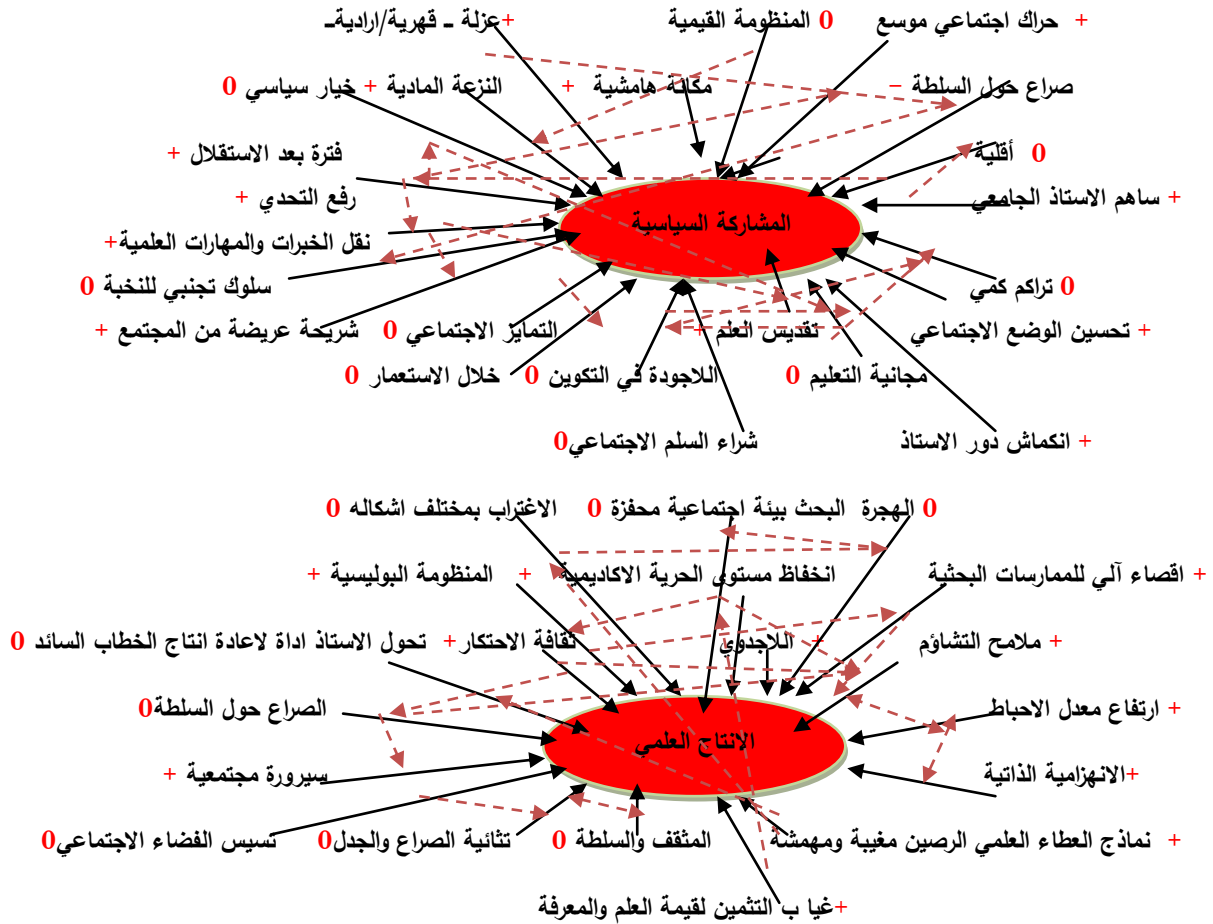 + حراك اجتماعي موسع 0 المنظومة القيمية +عزلة ـ قهرية/ارادية-
صراع حول السلطة − مكانة هامشية + النزعة المادية + خيار سياسي 0
0 أقلية فترة بعد الاستقلال +
+ ساهم الاستاذ الجامعي رفع التحدي +
المشاركة السياسية
نقل الخبرات والمهارات العلمية+
0 تراكم كمي سلوك تجنبي للنخبة 0
+ تحسين الوضع الاجتماعي تقديس العلم + التمايز الاجتماعي 0 شريحة عريضة من المجتمع +
مجانية التعليم 0 اللاجودة في التكوين 0 خلال الاستعمار 0
+ انكماش دور الاستاذ شراء السلم الاجتماعي0
0 الهجرة البحث بيئة اجتماعية محفزة 0 الاغتراب بمختلف اشكاله 0
+ اقصاء آلي للممارسات البحثية انخفاظ مستوى الحرية الاكاديمية + المنظومة البوليسية +
+ ملامح التشاؤم + اللاجدوي ثقافة الاحتكار+ تحول الاستاذ اداة لاعادة انتاج الخطاب السائد 0
+ ارتفاع معدل الاحباط الصراع حول السلطة0
الانتاج العلمي
+الانهزامية الذاتية سيرورة مجتمعية +
+ نماذج العطاء العلمي الرصين مغيبة ومهمشة المثقف والسلطة 0 تثائية الصراع والجدل0 تسيس الفضاء الاجتماعي0
+غيا ب التثمين لقيمة العلم والمعرفة